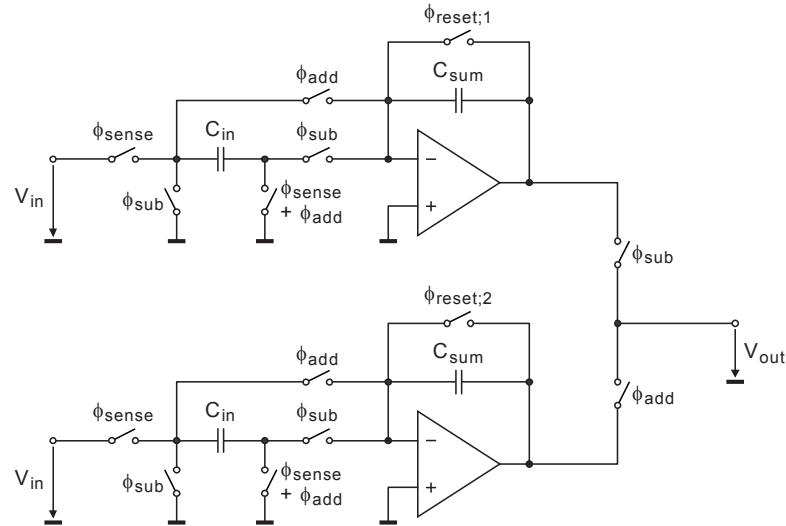 ϕreset;1
Csum
ϕadd
ϕsense
Cin
ϕsub
Vin
ϕsub
ϕsense
+ ϕadd
−
+
ϕsub
ϕreset;2
Csum
Vout
ϕadd
ϕadd
ϕsense
Cin
ϕsub
Vin
ϕsub
ϕsense
+ ϕadd
−
+